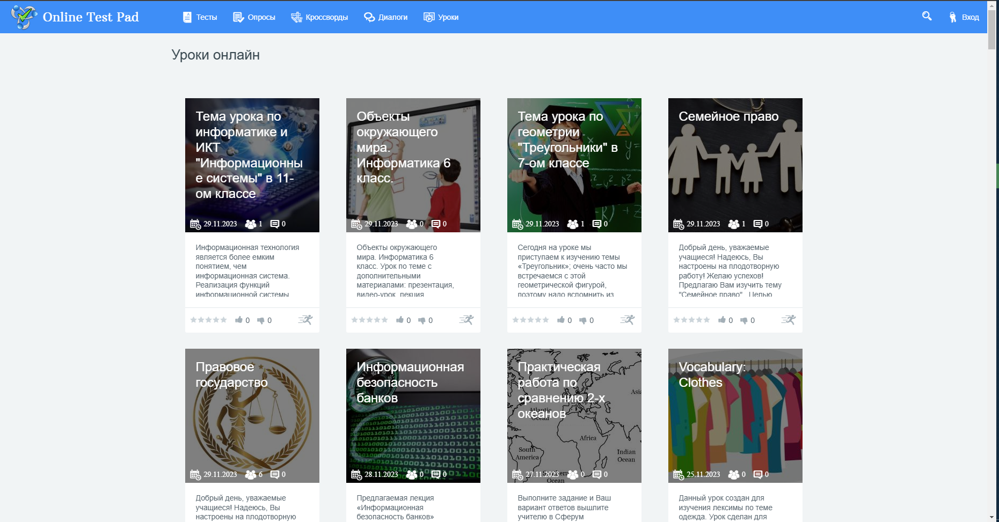 Online Test Pad
Тесты
Опросы
Кроссворды
Диалоги
Уроки
Вход
Уроки онлайн
Тема урока по
информатике и
ИКТ
"Информационны
е системы" в 11-
ом классе
29.11.2023 1 0
Объекты
окружающего
мира.
Информатика 6
класс.
29.11.2023 0 0
Тема урока по
геометрии
"Треугольники" в
7-ом классе
29.11.2023 1 0
Семейное право
29.11.2023 1 0
Информационная технология
является более емким
понятием, чем
информационная система.
Реализация функций
информационной системы
0 0
Объекты окружающего
мира. Информатика 6
класс. Урок по теме с
дополнительными
материалами: презентация,
видео-урок, лекция
0 0
Сегодня на уроке мы
приступаем к изучению темы
«Треугольник»; очень часто мы
встречаемся с этой
геометрической фигурой,
поэтому надо вспомнить из
0 0
Добрый день, уважаемые
учащиеся! Надеюсь, Вы
настроены на плодотворную
работу! Желаю успехов!
Предлагаю Вам изучить тему
"Семейное право". Целью
0 0
Правовое
государство
29.11.2023 6 0
Информационная
безопасность
банков
28.11.2023 0 0
Практическая
работа по
сравнению 2-х
океанов
Atlantic
Ocean
Africa
South
America
Indian
Ocean
Ocean
27.11.2023 0 0
Vocabulary:
Clothes
25.11.2023 0 0
Добрый день, уважаемые
учащиеся! Надеюсь, Вы
настроены на плодотворную
Предлагаемая лекция
«Информационная
безопасность банков»
Выполните задание и Ваш
вариант ответов вышлите
учителю в Сферум
Данный урок создан для
изучения лексимы по теме
одежда. Урок сделан для